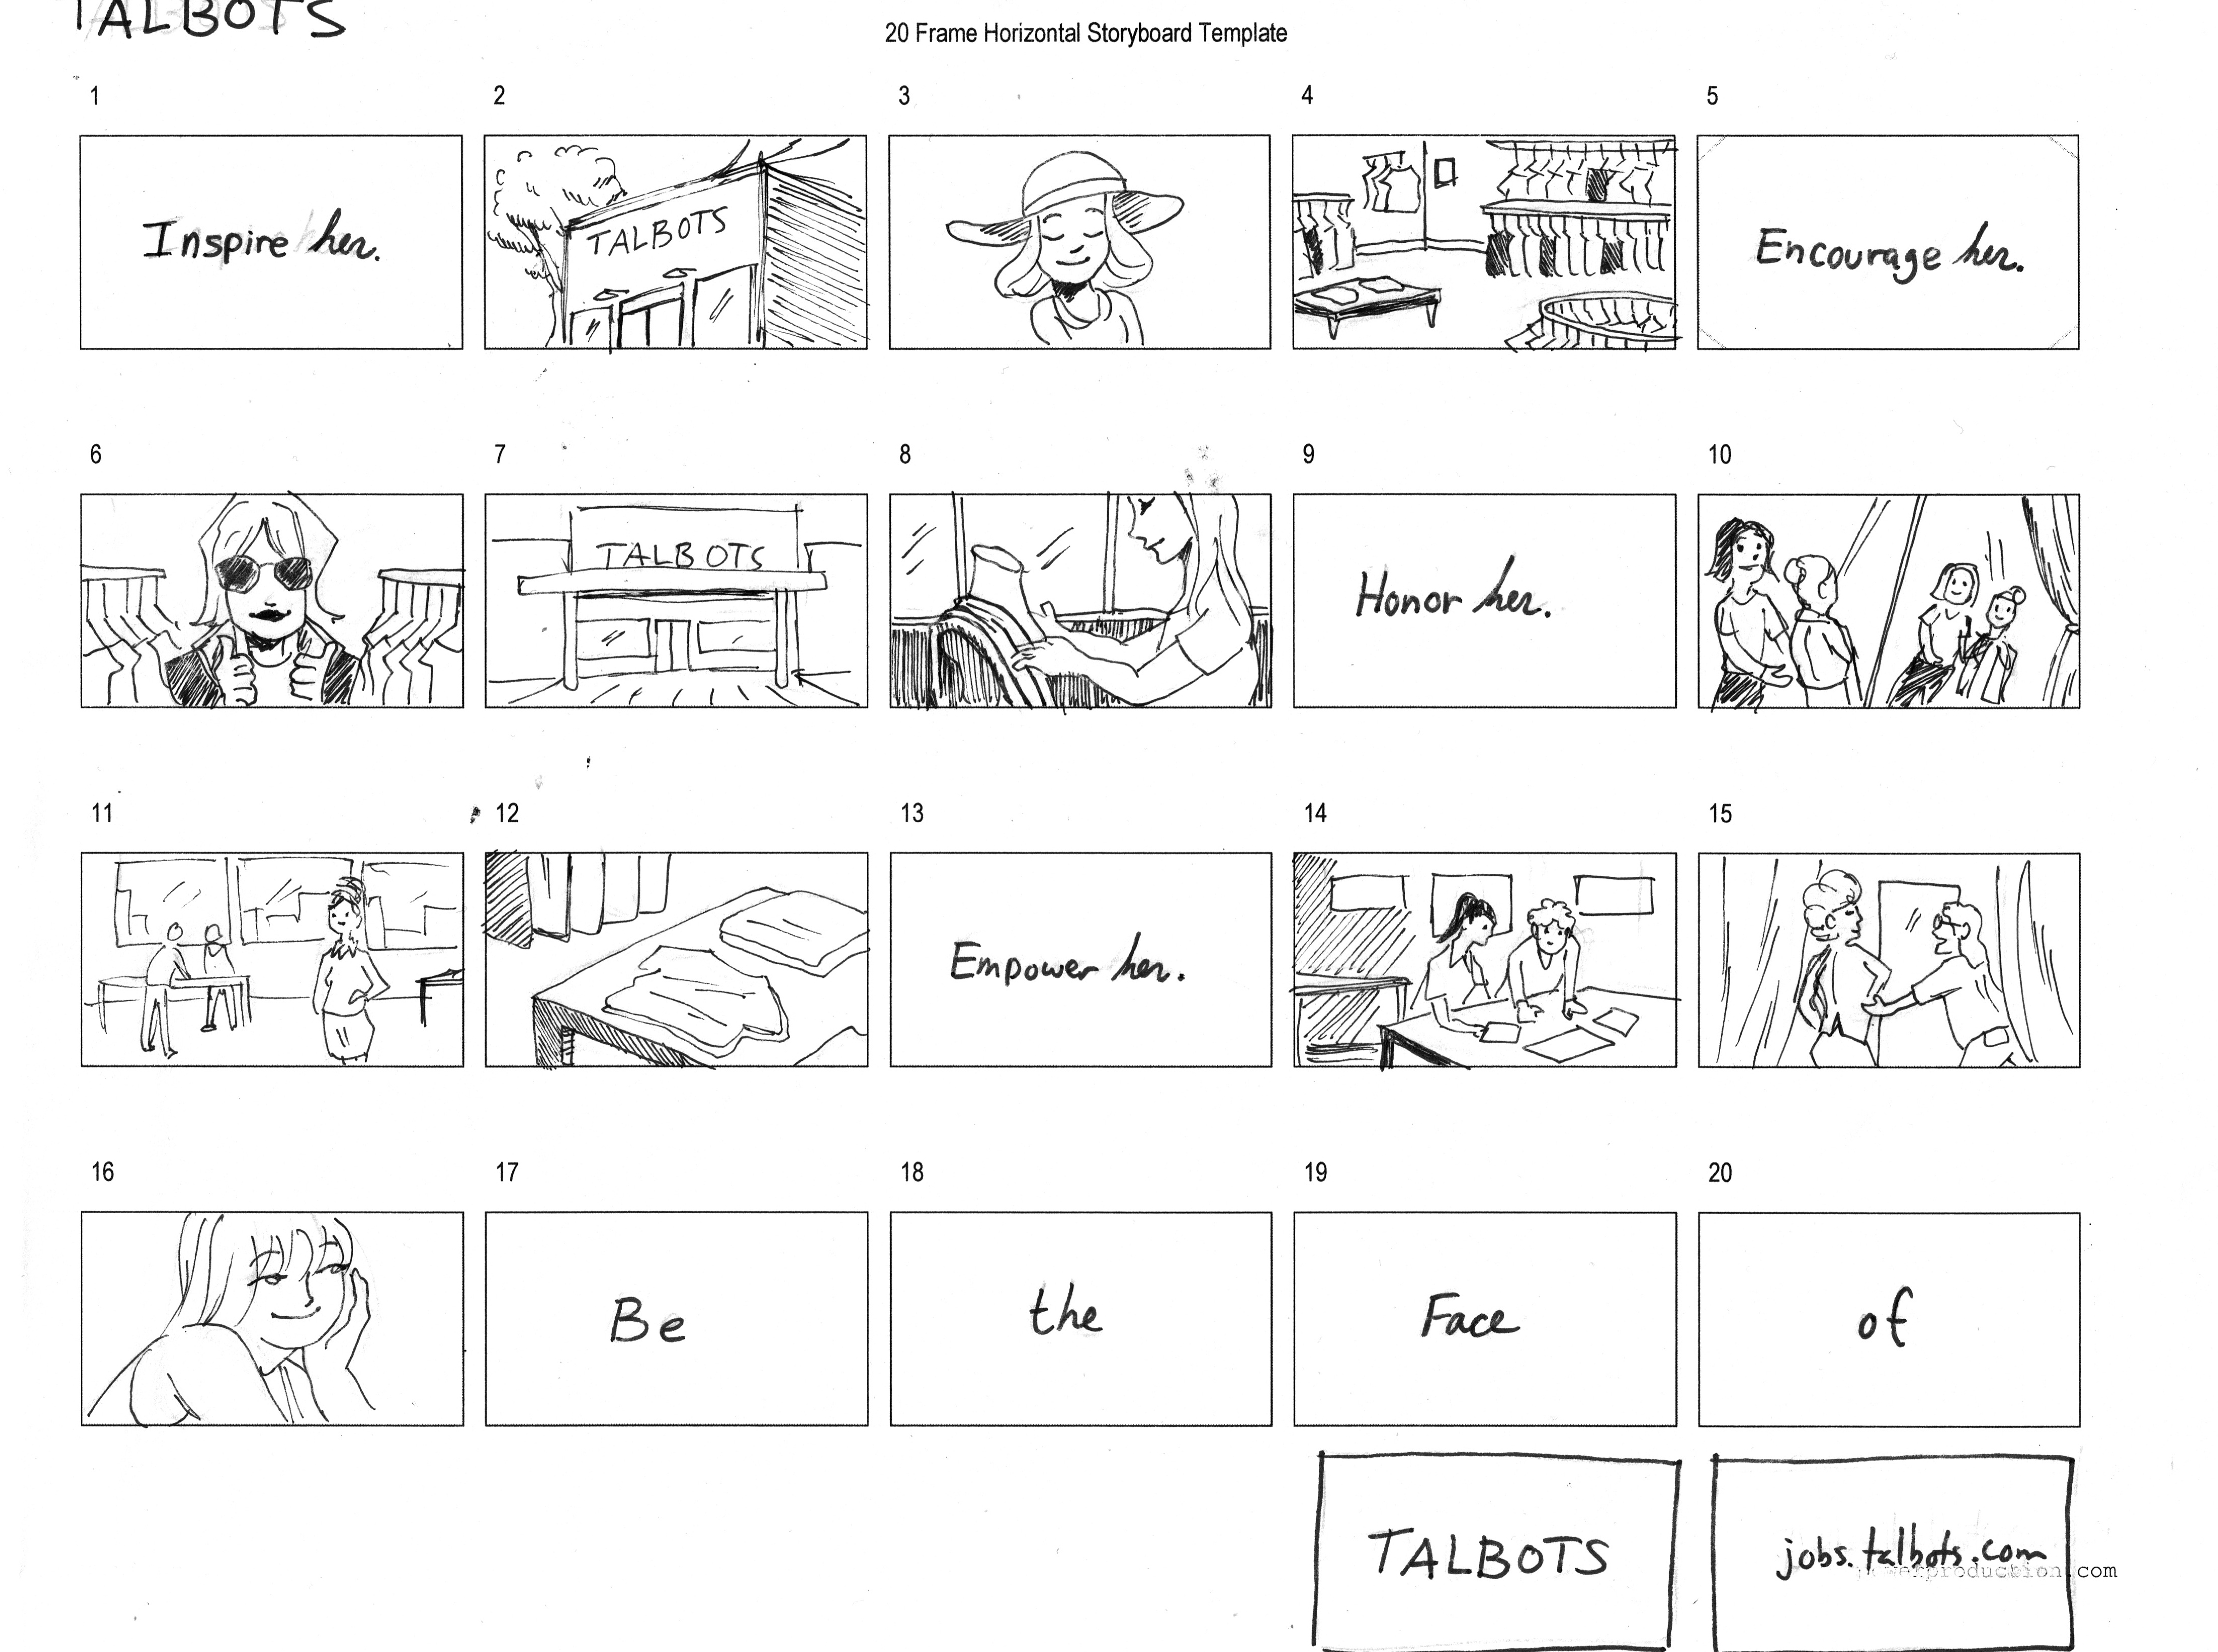 TALBOTS
20 Frame Horizontal Storyboard Template
1
2
3
4
5
Inspire her.
TALBOTS
Encourage her.
6
7
8
9
10
TALBOTS
Honor her.
11
12
13
14
15
Empower her.
16
17
18
19
20
Be
the
Face
of
TALBOTS
jobs.talbots.com